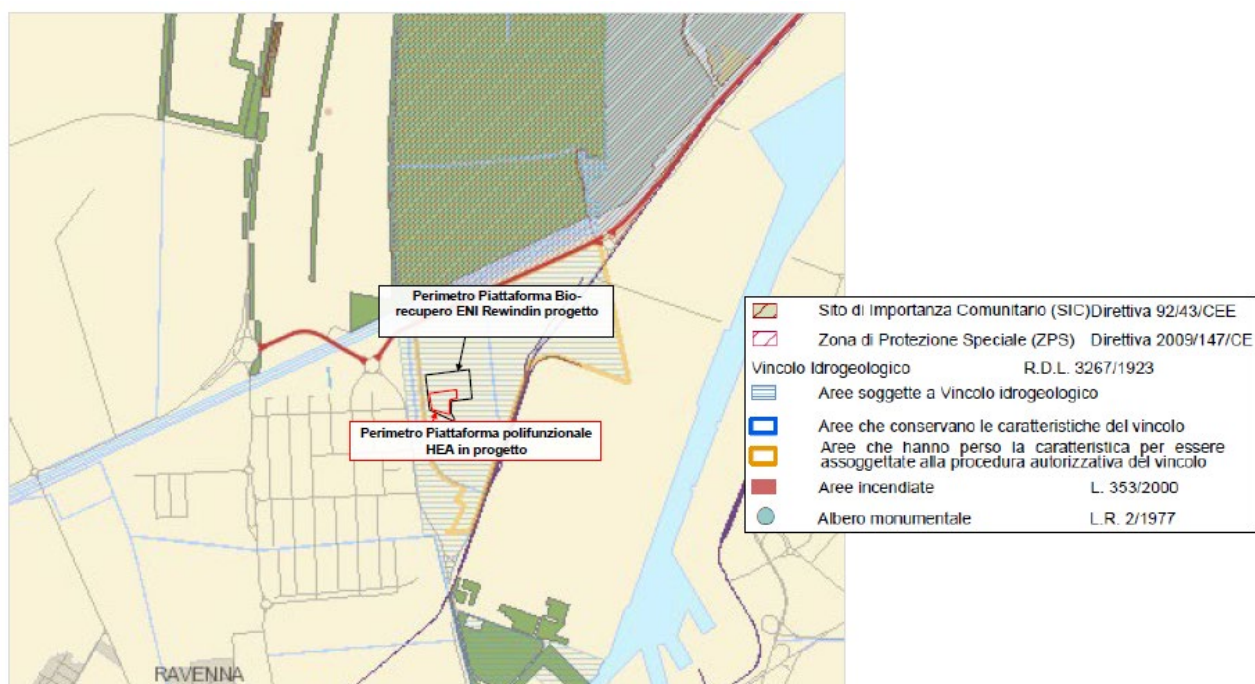 Perimetro Piattaforma Bio-
recupero ENI Rewindin progetto
Perimetro Piattaforma polifunzionale
HEA in progetto
RAVENNA
Sito di Importanza Comunitario (SIC)Direttiva 92/43/CEE
Zona di Protezione Speciale (ZPS) Direttiva 2009/147/CE
Vincolo Idrogeologico R.D.L. 3267/1923
Aree soggette a Vincolo idrogeologico
Aree che conservano le caratteristiche del vincolo
Aree che hanno perso la caratteristica per essere
assoggettate alla procedura autorizzativa del vincolo
Aree incendiate L. 353/2000
Albero monumentale L.R. 2/1977